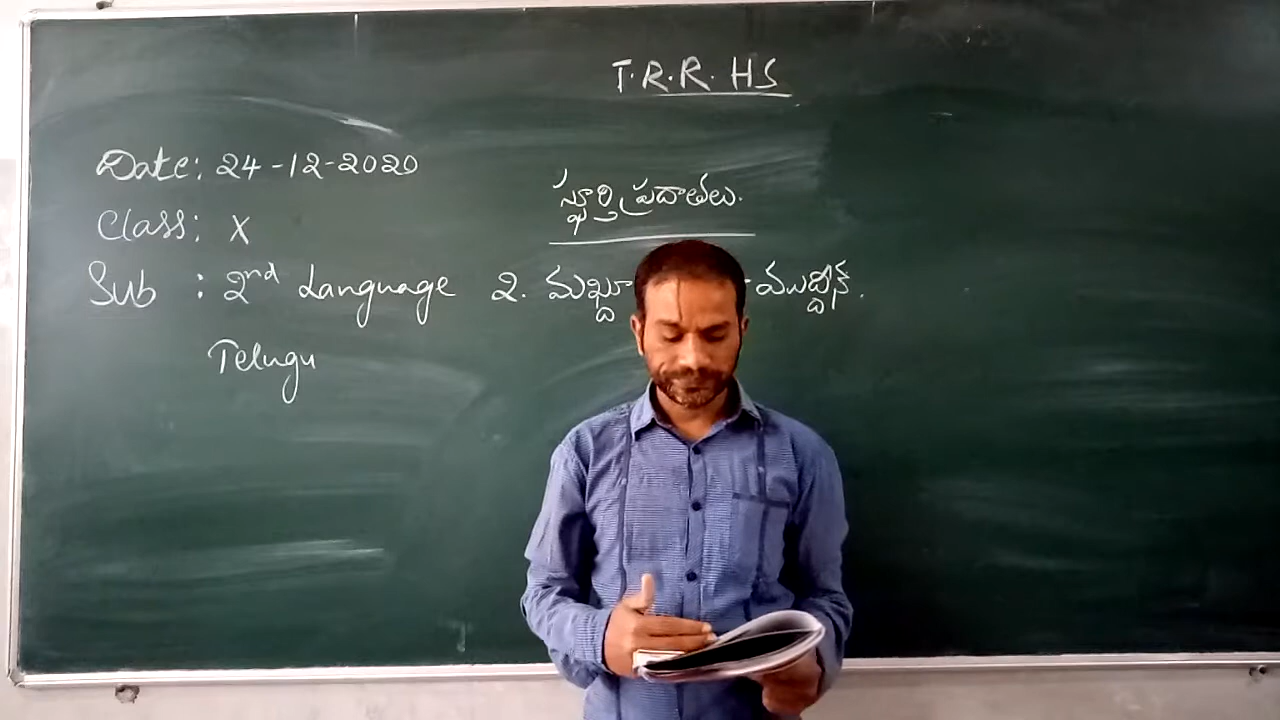 T.R.R. HS
Date: 24-12-2020
Class: X
Sub : 2nd Language
Telugu
స్ఫూర్తి ప్రదాతలు.
2. ముద్దీన్.